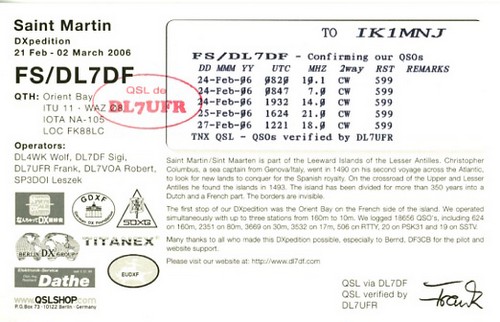 Saint Martin
DXpedition
21 Feb - 02 March 2006
FS/DL7DF
QTH: Orient Bay
ITU 11 - WAZ 08
IOTA NA-105
LOC FK88LC
QSL de
DL7UFR
Operators:
DL4WK Wolf, DL7DF Sigi,
DL7UFR Frank, DL7VOA Robert,
SP3DOI Leszek
TO IK1MNJ
FS/DL7DF - Confirming our QSOs
DD MMM YY UTC MHZ 2way RST REMARKS
24-Feb-06 0820 10.1 CW 599
24-Feb-06 0847 7.0 CW 599
24-Feb-06 1932 14.0 CW 599
25-Feb-06 1624 21.0 CW 599
27-Feb-06 1221 18.0 CW 599
TNX QSL - QSOs verified by DL7UFR
Saint Martin/Sint Maarten is part of the Leeward Islands of the Lesser Antilles. Christopher
Columbus, a sea captain from Genova/Italy, went in 1490 on his second voyage across the Atlantic,
to look for new lands to conquer for the Spanish royalty. On the crossroad of the Upper and Lesser
Antilles he found the islands in 1493. The island has been divided for more than 350 years into a
Dutch and a French part. The borders are invisible.
The first stop of our DXpedition was the Orient Bay on the French side of the island. We operated
simultaneously with up to three stations from 160m to 10m. We logged 18656 QSO's, including 624
on 160m, 2351 on 80m, 3669 on 30m, 3532 on 17m, 506 on RTTY, 20 on PSK31 and 19 on SSTV.
Many thanks to all who made this DXpedition possible, especially to Bernd, DF3CB for the pilot and website
support.
Please visit our website at: http://www.dl7df.com
GDXF
SDXG
BERLIN DX GROUP
TITANEX
EUDXF
Dathe
www.QSLSHOP.com
P.O.Box 73 - 10122 Berlin - Germany
QSL via DL7DF
QSL verified by
DL7UFR
Frank